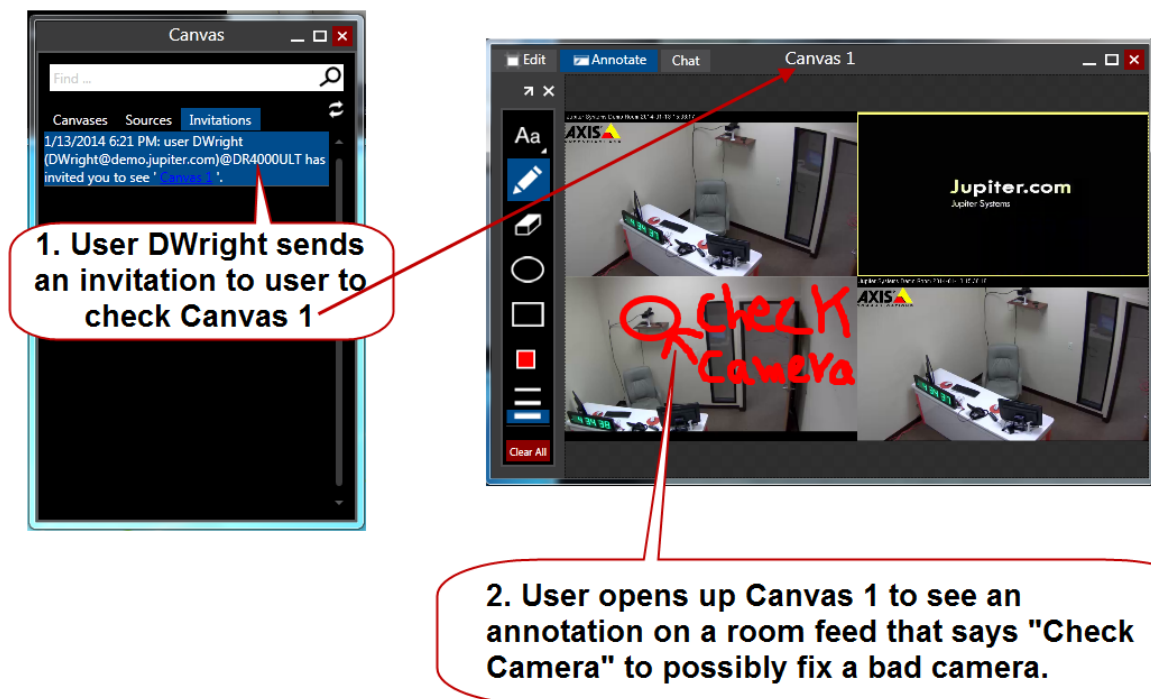 Canvas
Find ...
Canvases Sources Invitations
1/13/2014 6:21 PM: user DWright
(DWright@demo.jupiter.com)@DR4000ULT has
invited you to see ' Canvas 1 '.
1. User DWright sends
an invitation to user to
check Canvas 1
Edit Annotate Chat Canvas 1
Aa
Clear All
AXIS
Jupiter.com
Jupiter Systems
AXIS
check
camera
2. User opens up Canvas 1 to see an
annotation on a room feed that says "Check
Camera" to possibly fix a bad camera.